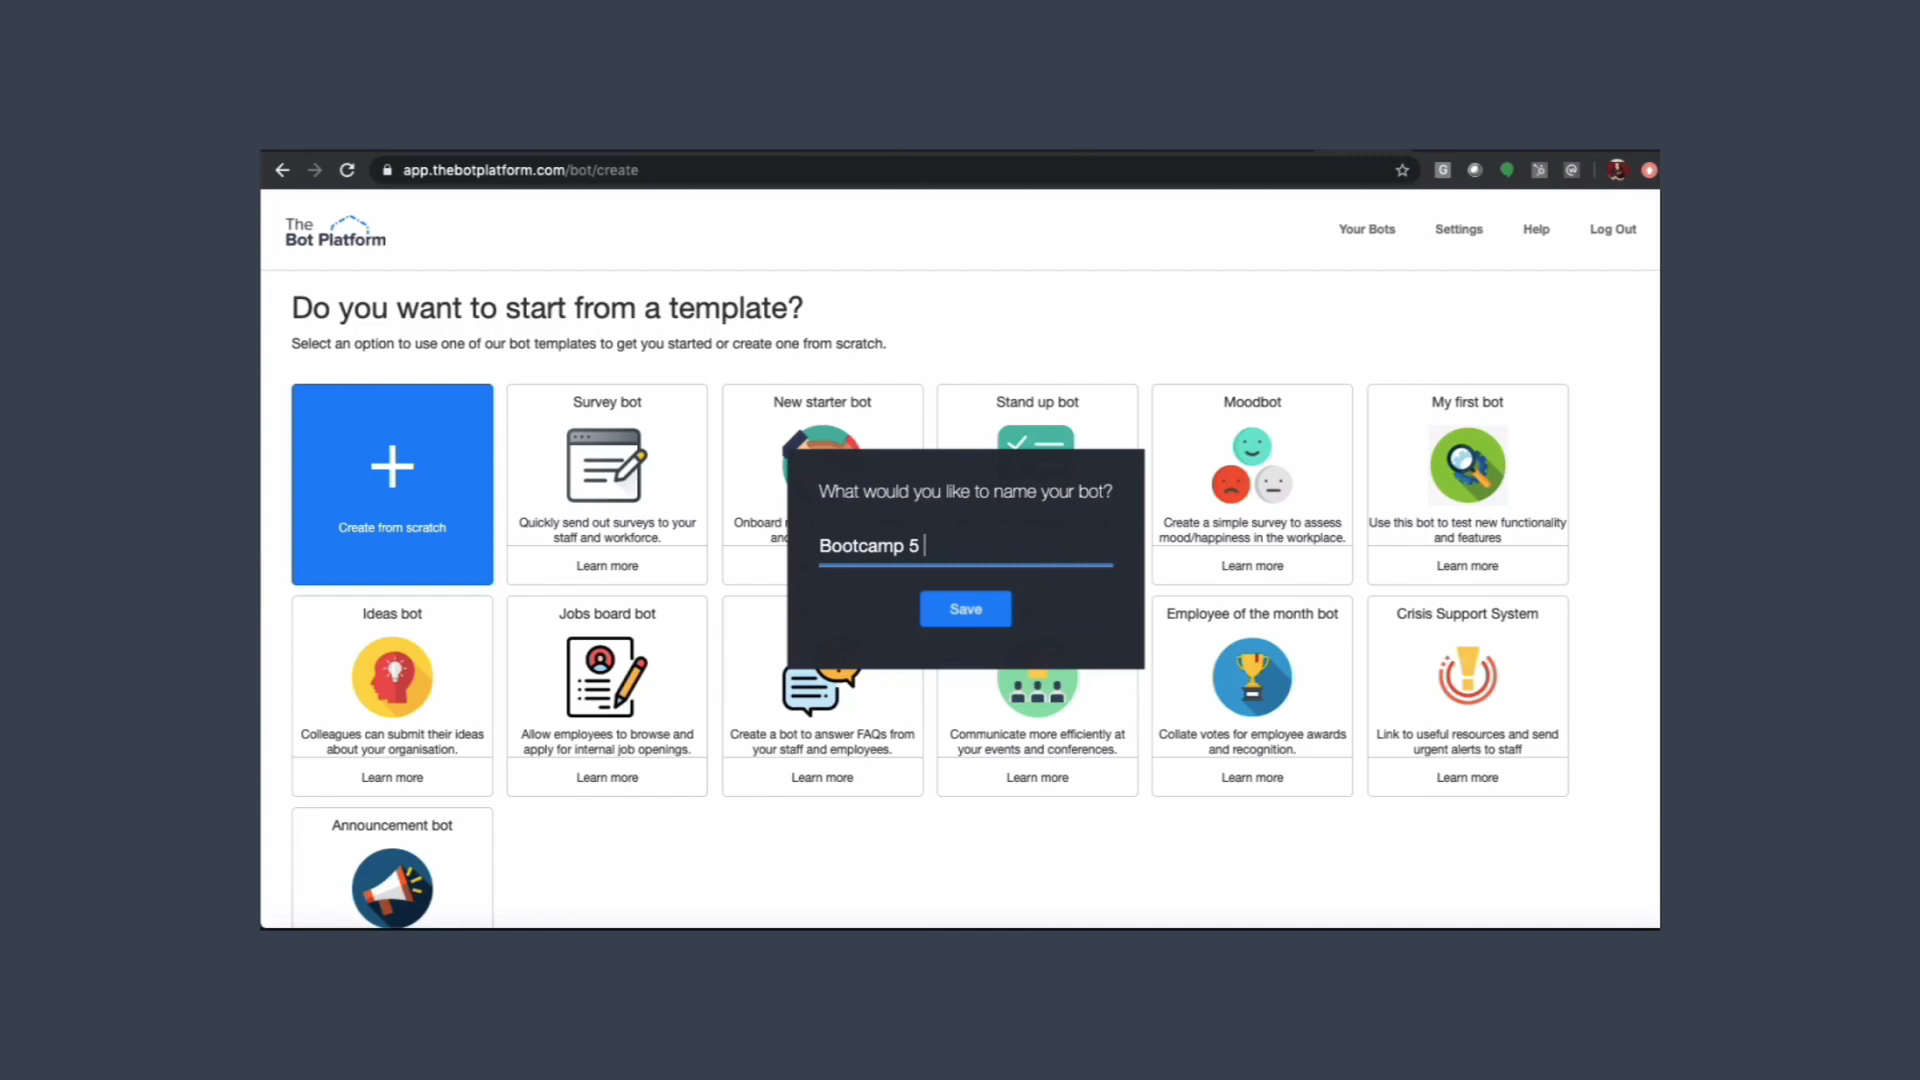 app.thebotplatform.com/bot/create
G
The
Bot Platform
Your Bots
Settings
Help
Log Out
Do you want to start from a template?
Select an option to use one of our bot templates to get you started or create one from scratch.
Create from scratch
Survey bot
Quickly send out surveys to your
staff and workforce.
Learn more
New starter bot
Onboard
Stand up bot
Moodbot
Create a simple survey to assess
mood/happiness in the workplace.
Learn more
My first bot
Use this bot to test new functionality
and features
Learn more
What would you like to name your bot?
Bootcamp 5
Save
Ideas bot
Colleagues can submit their ideas
about your organisation.
Learn more
Jobs board bot
Allow employees to browse and
apply for internal job openings.
Learn more
Create a bot to answer FAQs from
your staff and employees.
Learn more
Communicate more efficiently at
your events and conferences.
Learn more
Employee of the month bot
Collate votes for employee awards
and recognition.
Learn more
Crisis Support System
Link to useful resources and send
urgent alerts to staff
Learn more
Announcement bot